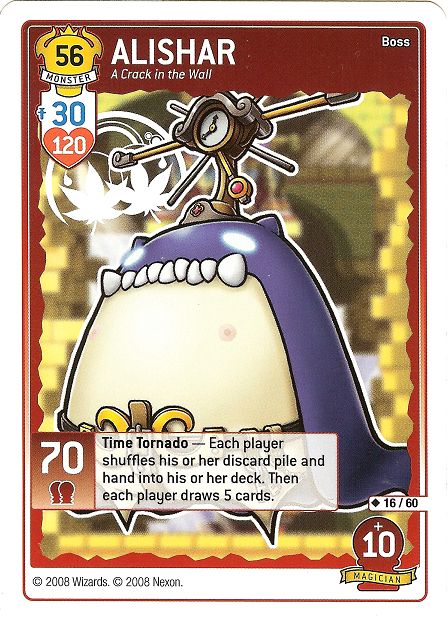 56
MONSTER
ALISHAR
Boss
A Crack in the Wall
30
120
70
Time Tornado — Each player
shuffles his or her discard pile and
hand into his or her deck. Then
each player draws 5 cards.
16 / 60
+
10
MAGICIAN
© 2008 Wizards. © 2008 Nexon.